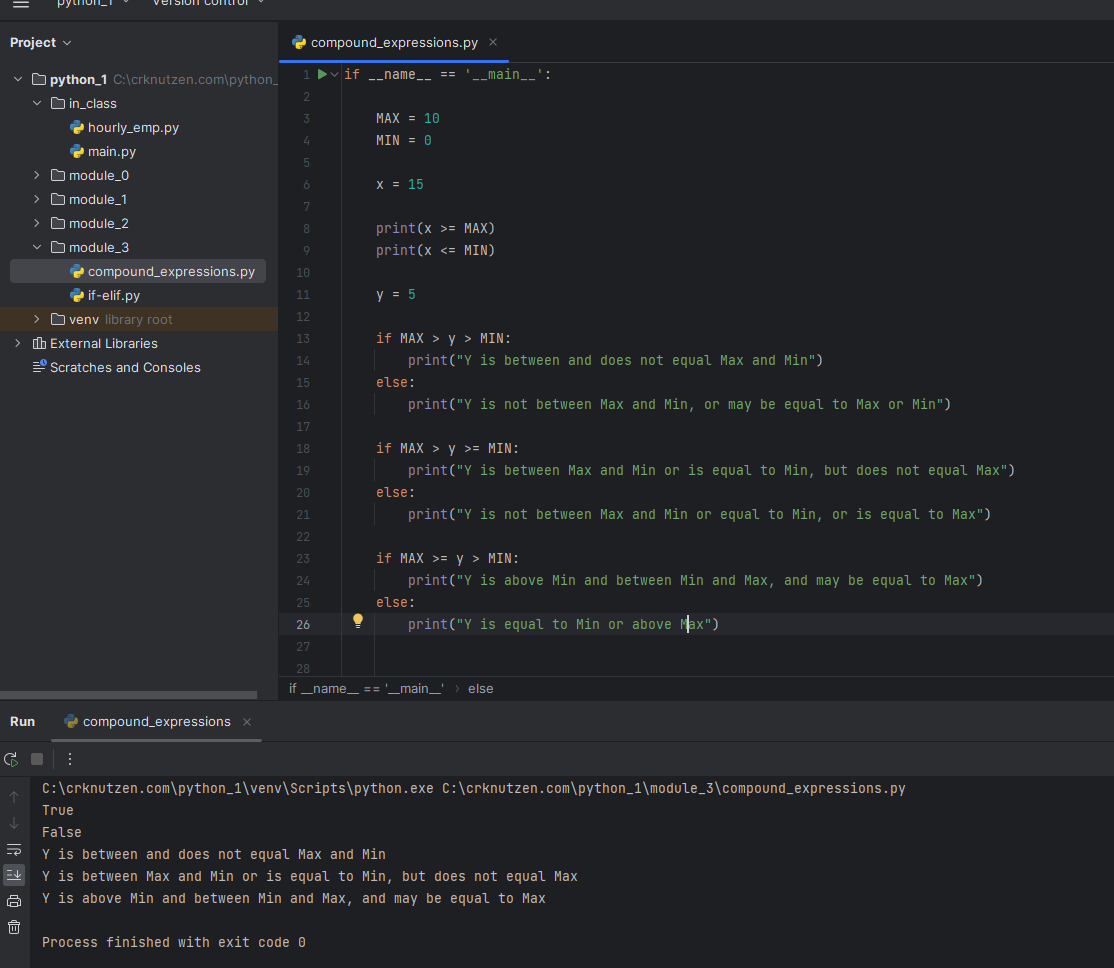 python_1 Version control
Project
compound_expressions.py
python_1 C:\crknutzen.com\python_
in_class
hourly_emp.py
main.py
module_0
module_1
module_2
module_3
compound_expressions.py
if-elif.py
venv library root
External Libraries
Scratches and Consoles
1 if __name__ == '__main__':
2
3 MAX = 10
4 MIN = 0
5
6 x = 15
7
8 print(x >= MAX)
9 print(x <= MIN)
10
11 y = 5
12
13 if MAX > y > MIN:
14 print("Y is between and does not equal Max and Min")
15 else:
16 print("Y is not between Max and Min, or may be equal to Max or Min")
17
18 if MAX > y >= MIN:
19 print("Y is between Max and Min or is equal to Min, but does not equal Max")
20 else:
21 print("Y is not between Max and Min or equal to Min, or is equal to Max")
22
23 if MAX >= y > MIN:
24 print("Y is above Min and between Min and Max, and may be equal to Max")
25 else:
26 print("Y is equal to Min or above Max")
27
28
if __name__ == '__main__' › else
Run compound_expressions
C:\crknutzen.com\python_1\venv\Scripts\python.exe C:\crknutzen.com\python_1\module_3\compound_expressions.py
True
False
Y is between and does not equal Max and Min
Y is between Max and Min or is equal to Min, but does not equal Max
Y is above Min and between Min and Max, and may be equal to Max
Process finished with exit code 0